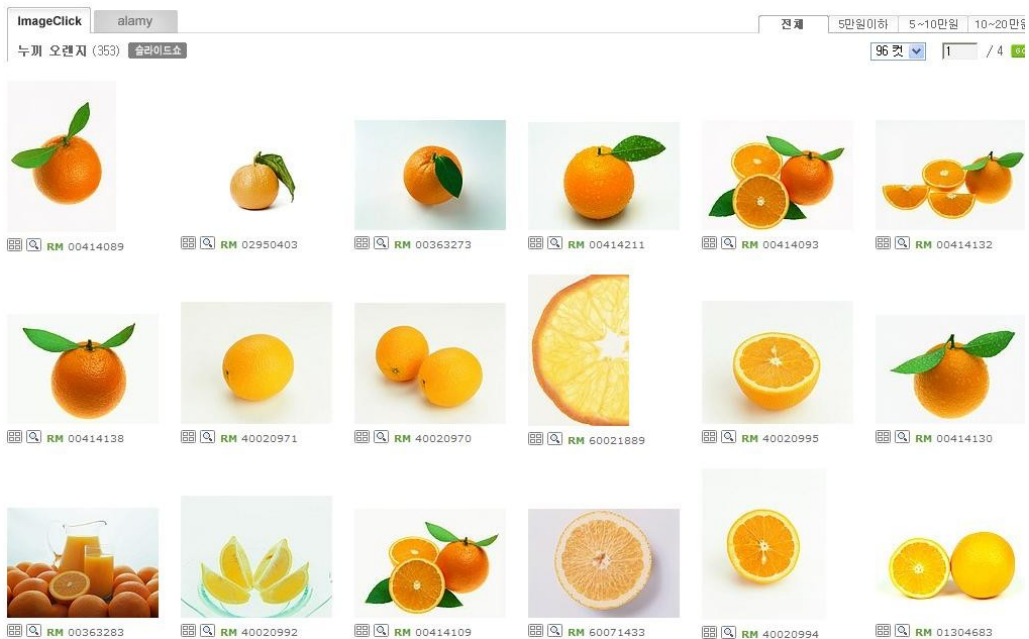 ImageClick alamy
전체 5만원이하 5~10만원 10~20만원
누끼 오렌지 (353) 슬라이드쇼
96 컷 1 / 4
RM 00414089
RM 02950403
RM 00363273
RM 00414211
RM 00414093
RM 00414132
RM 00414138
RM 40020971
RM 40020970
RM 60021889
RM 40020995
RM 00414130
RM 00363283
RM 40020992
RM 00414109
RM 60071433
RM 40020994
RM 01304683